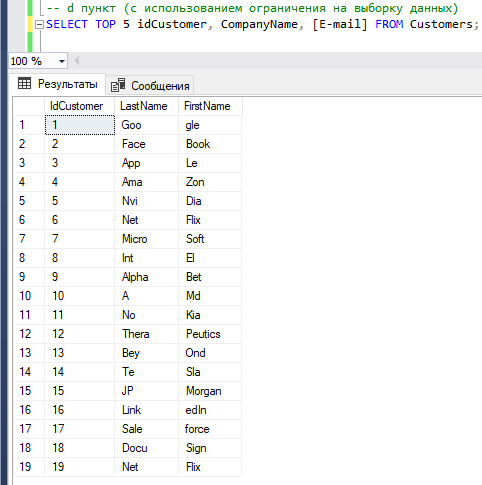 -- d пункт (с использованием ограничения на выборку данных)
SELECT TOP 5 idCustomer, CompanyName, [E-mail] FROM Customers;
100 %
Результаты Сообщения
IdCustomer LastName FirstName
1 1 Goo gle
2 2 Face Book
3 3 App Le
4 4 Ama Zon
5 5 Nvi Dia
6 6 Net Flix
7 7 Micro Soft
8 8 Int El
9 9 Alpha Bet
10 10 A Md
11 11 No Kia
12 12 Thera Peutics
13 13 Bey Ond
14 14 Te Sla
15 15 JP Morgan
16 16 Link edIn
17 17 Sale force
18 18 Docu Sign
19 19 Net Flix